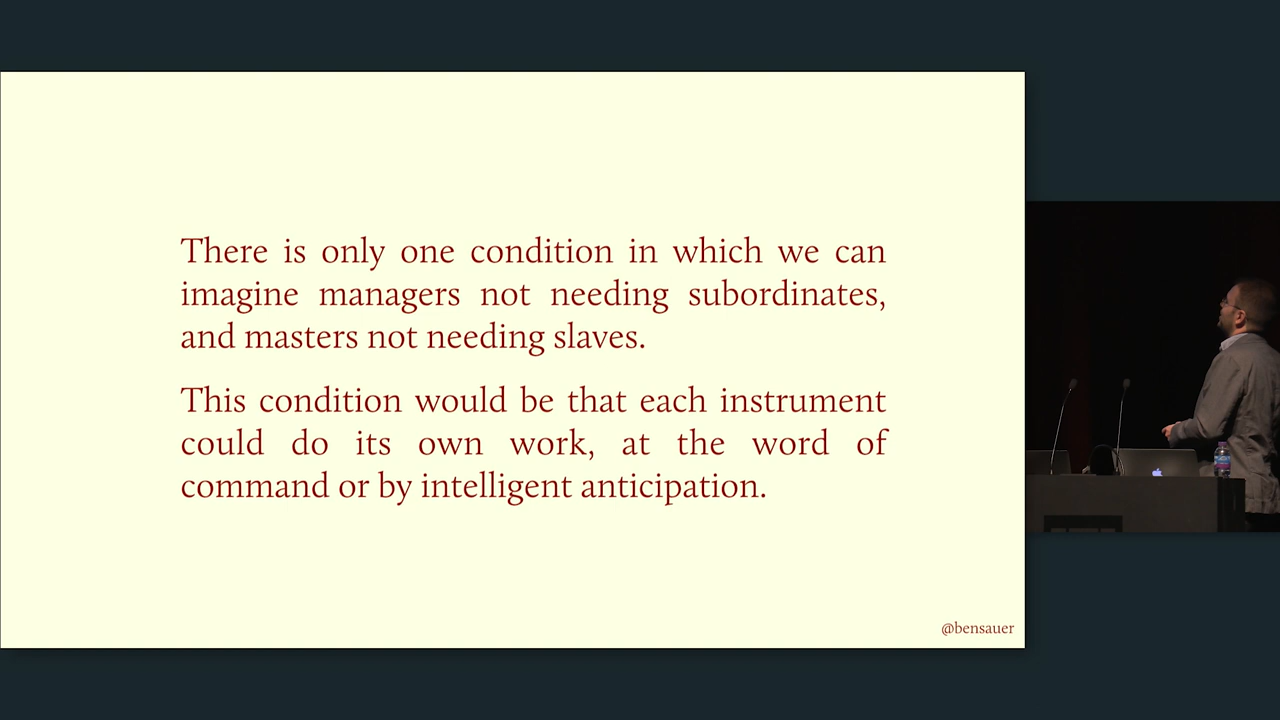 There is only one condition in which we can
imagine managers not needing subordinates,
and masters not needing slaves.
This condition would be that each instrument
could do its own work, at the word of
command or by intelligent anticipation.
@bensauer